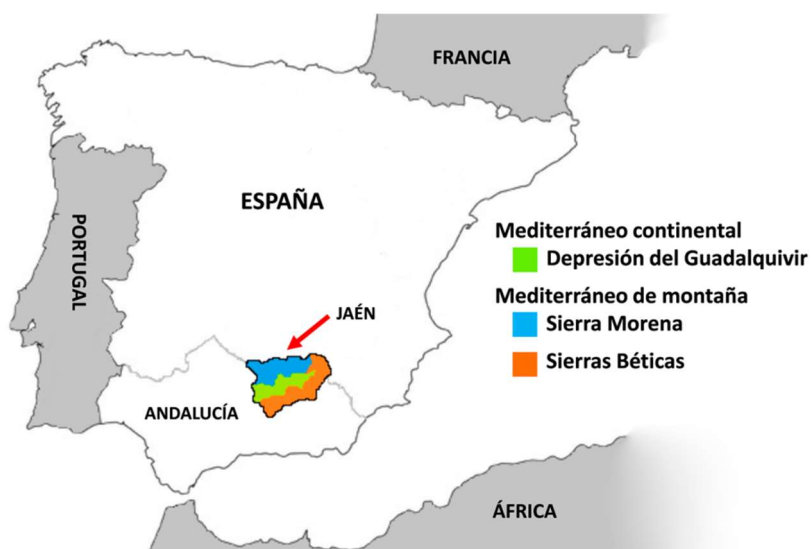 FRANCIA
ESPAÑA
PORTUGAL
Mediterráneo continental
Depresión del Guadalquivir
Mediterráneo de montaña
Sierra Morena
Sierras Béticas
JAÉN
ANDALUCÍA
ÁFRICA